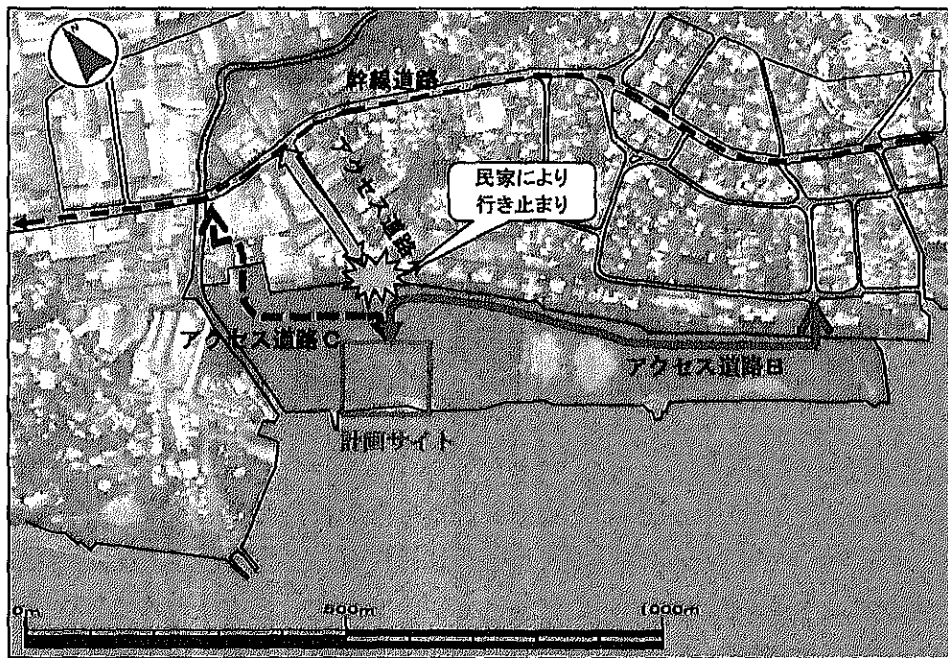 N
幹線道路
アクセス道路
民家により
行き止まり
アクセス道路C
アクセス道路B
計画サイト
0m
500m
1000m